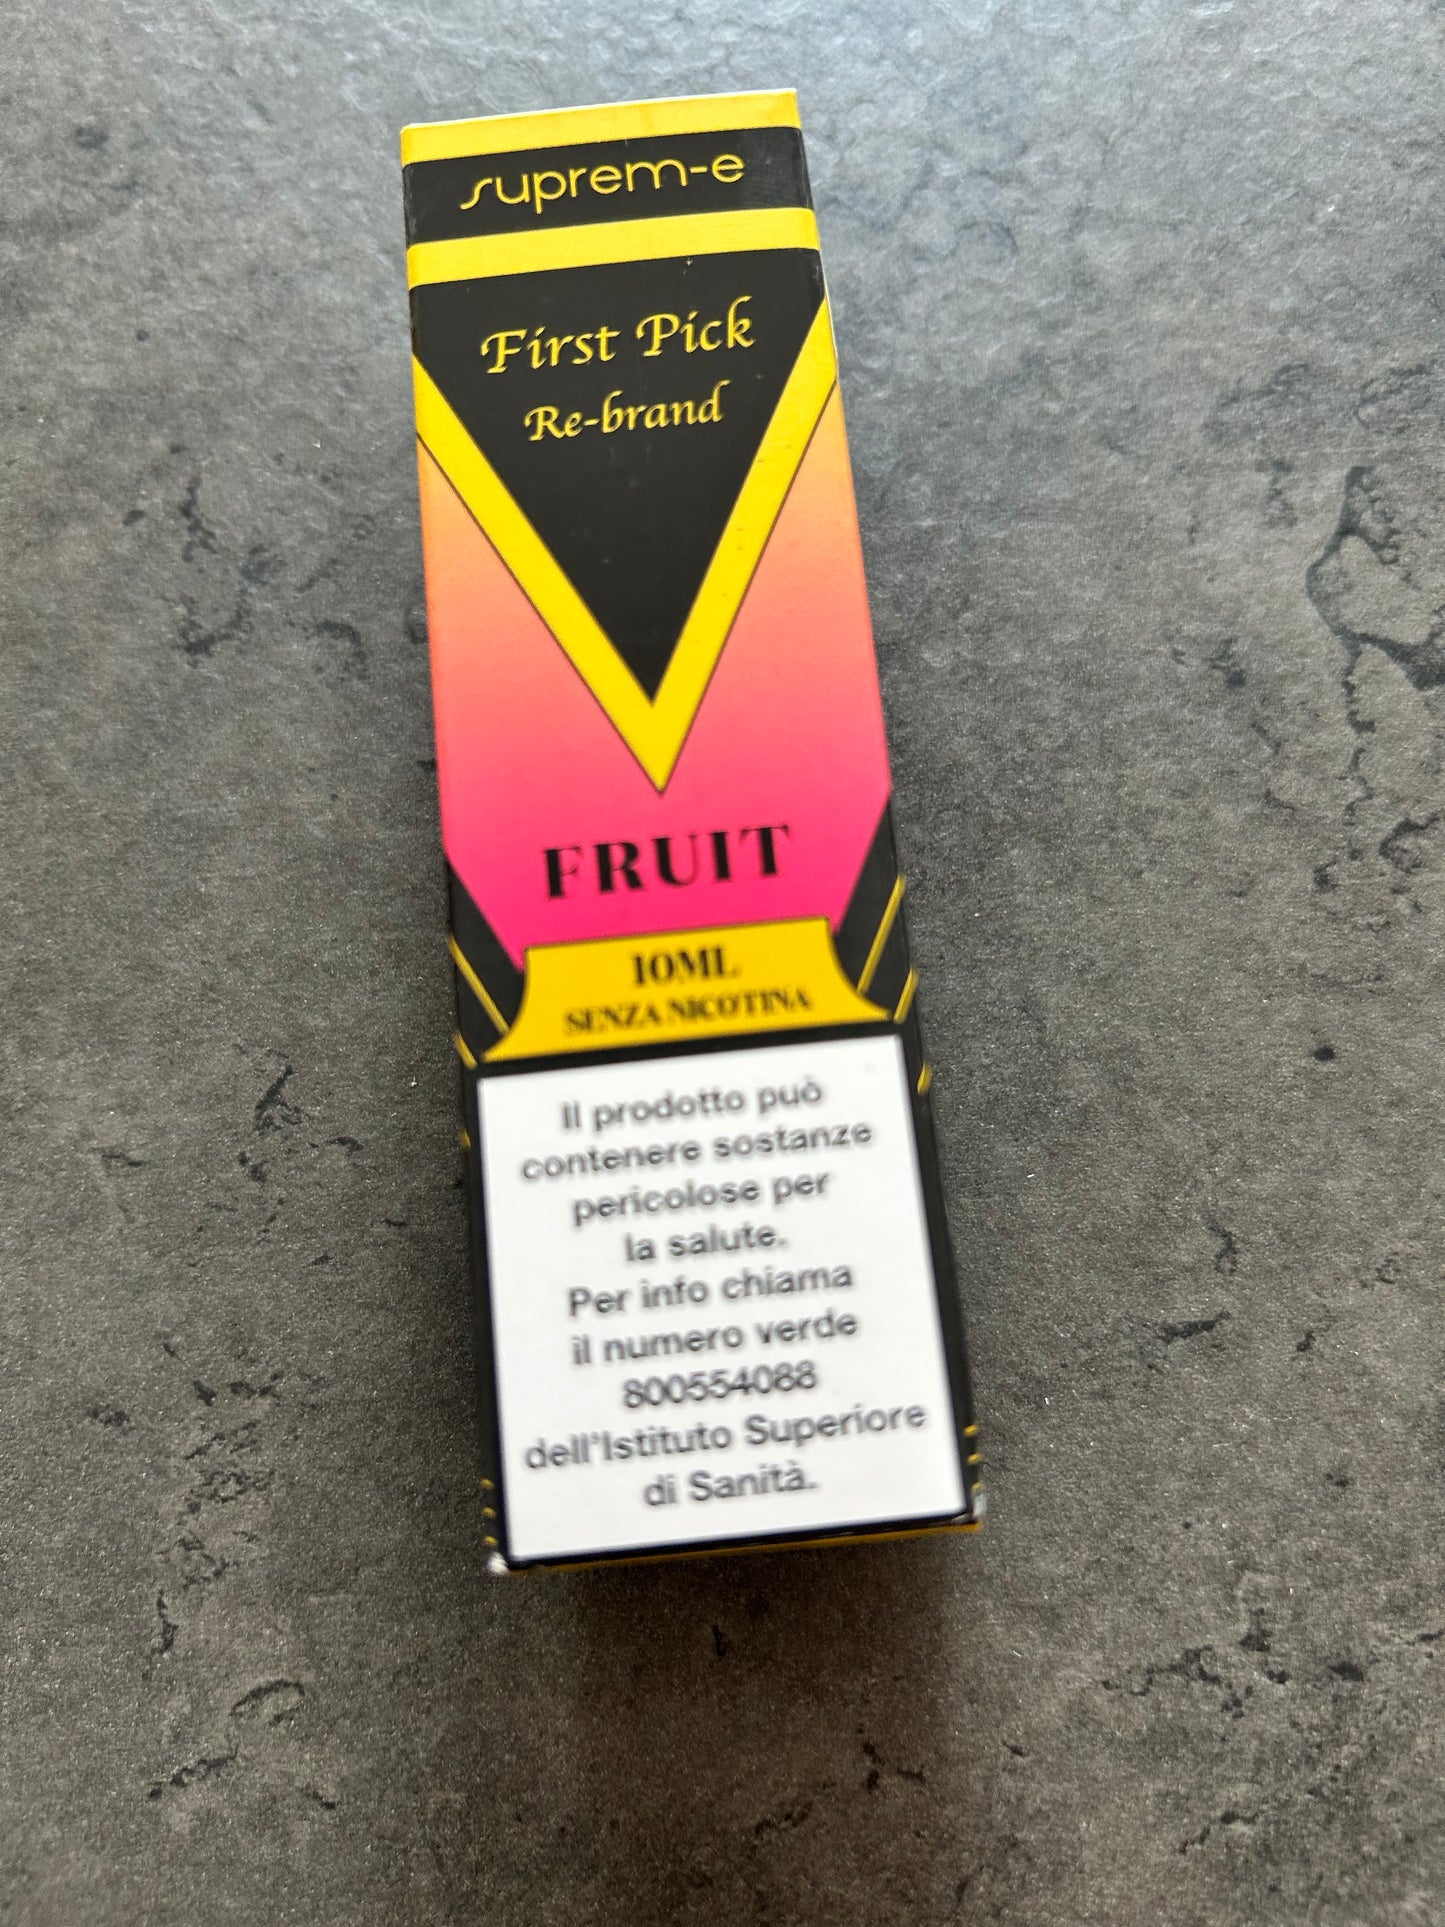 suprem-e
First Pick
Re-brand
FRUIT
10ML
SENZA NICOTINA
Il prodotto può
contenere sostanze
pericolose per
la salute.
Per info chiama
il numero verde
800554088
dell'Istituto Superiore
di Sanità.